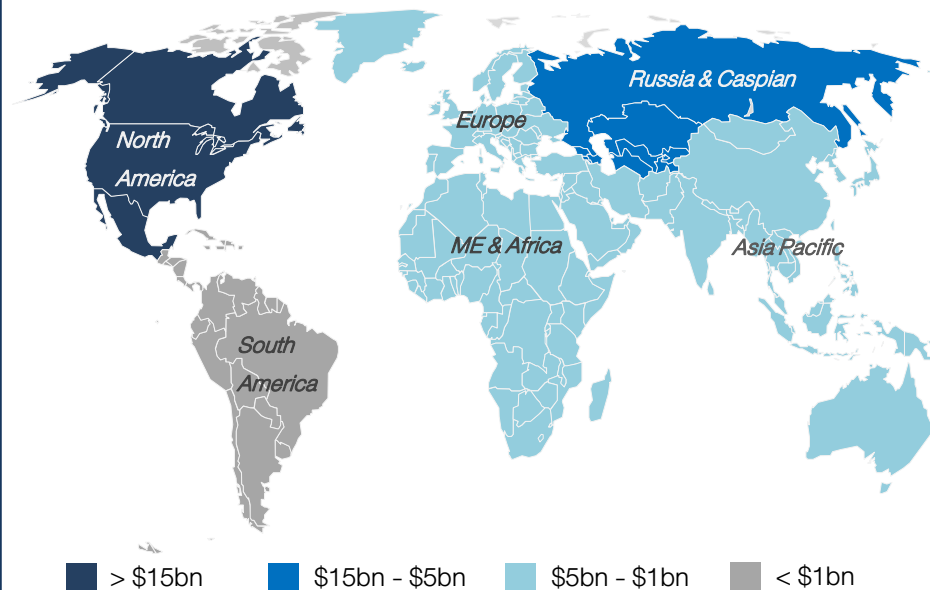 Russia & Caspian
Europe
North
America
ME & Africa
Asia Pacific
South
America
> $15bn
$15bn - $5bn
$5bn - $1bn
< $1bn